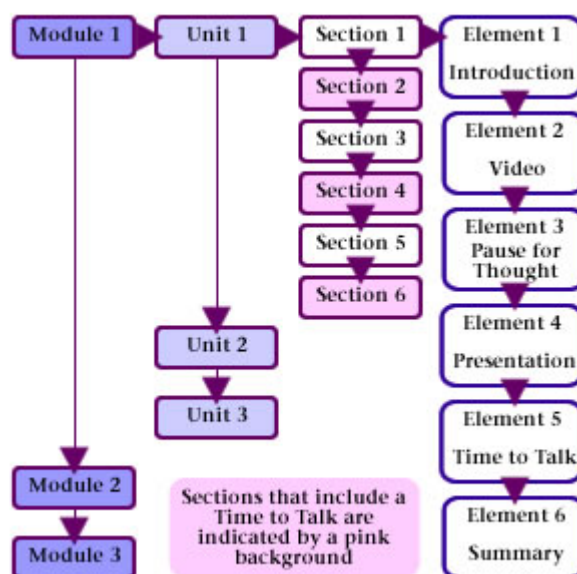 Module 1
Unit 1
Section 1
Element 1
Introduction
Section 2
Section 3
Section 4
Section 5
Section 6
Element 2
Video
Element 3
Pause for
Thought
Element 4
Presentation
Unit 2
Unit 3
Element 5
Time to Talk
Module 2
Module 3
Sections that include a
Time to Talk are
indicated by a pink
background
Element 6
Summary